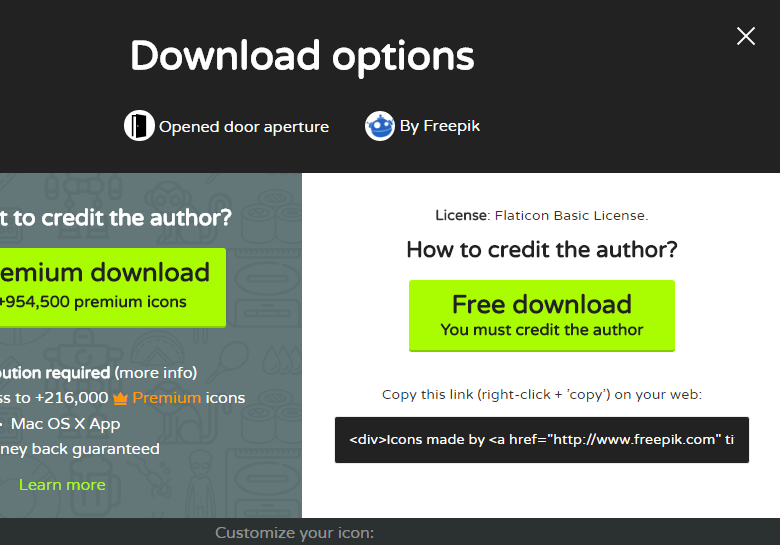 Download options
Opened door aperture
By Freepik
t to credit the author?
emium download
+954,500 premium icons
ution required (more info)
ss to +216,000 Premium icons
Mac OS X App
ney back guaranteed
Learn more
License: Flaticon Basic License.
How to credit the author?
Free download
You must credit the author
Copy this link (right-click + 'copy') on your web:
<div>Icons made by <a href="http://www.freepik.com" ti
Customize your icon: